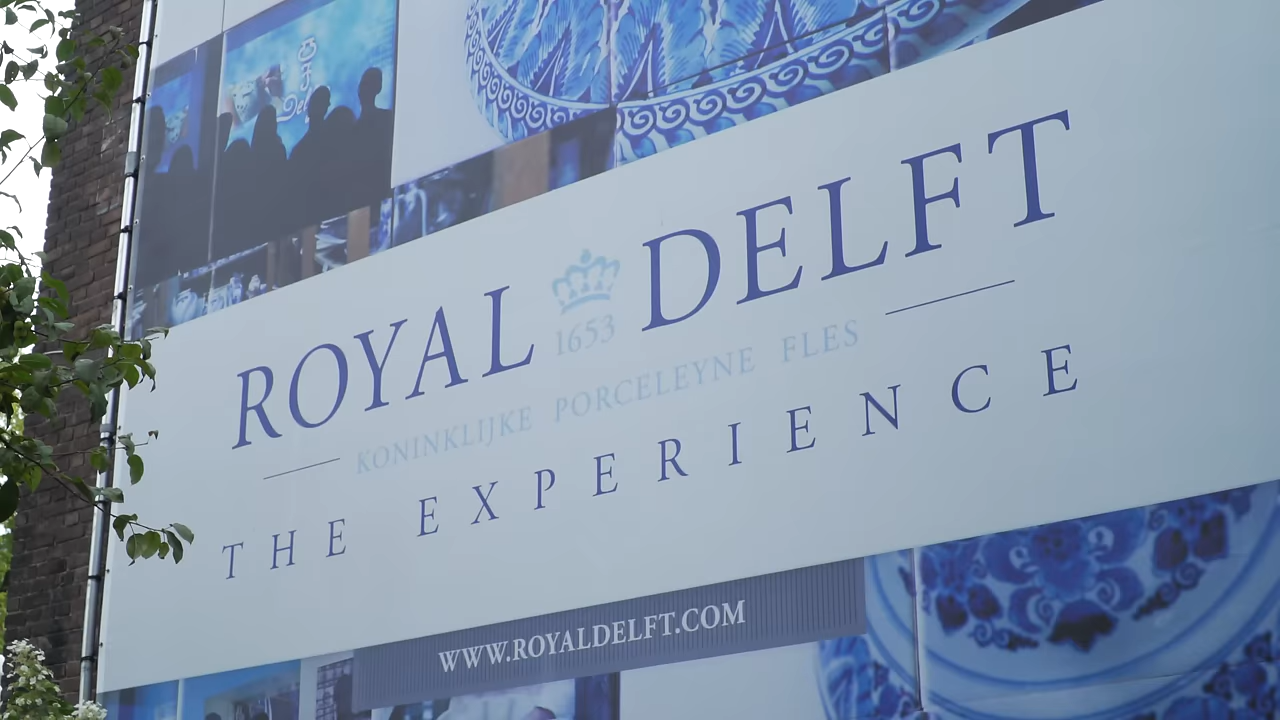 ROYAL DELFT
1653
KONINKLIJKE PORCELEYNE FLES
THE EXPERIENCE
WWW.ROYALDELFT.COM